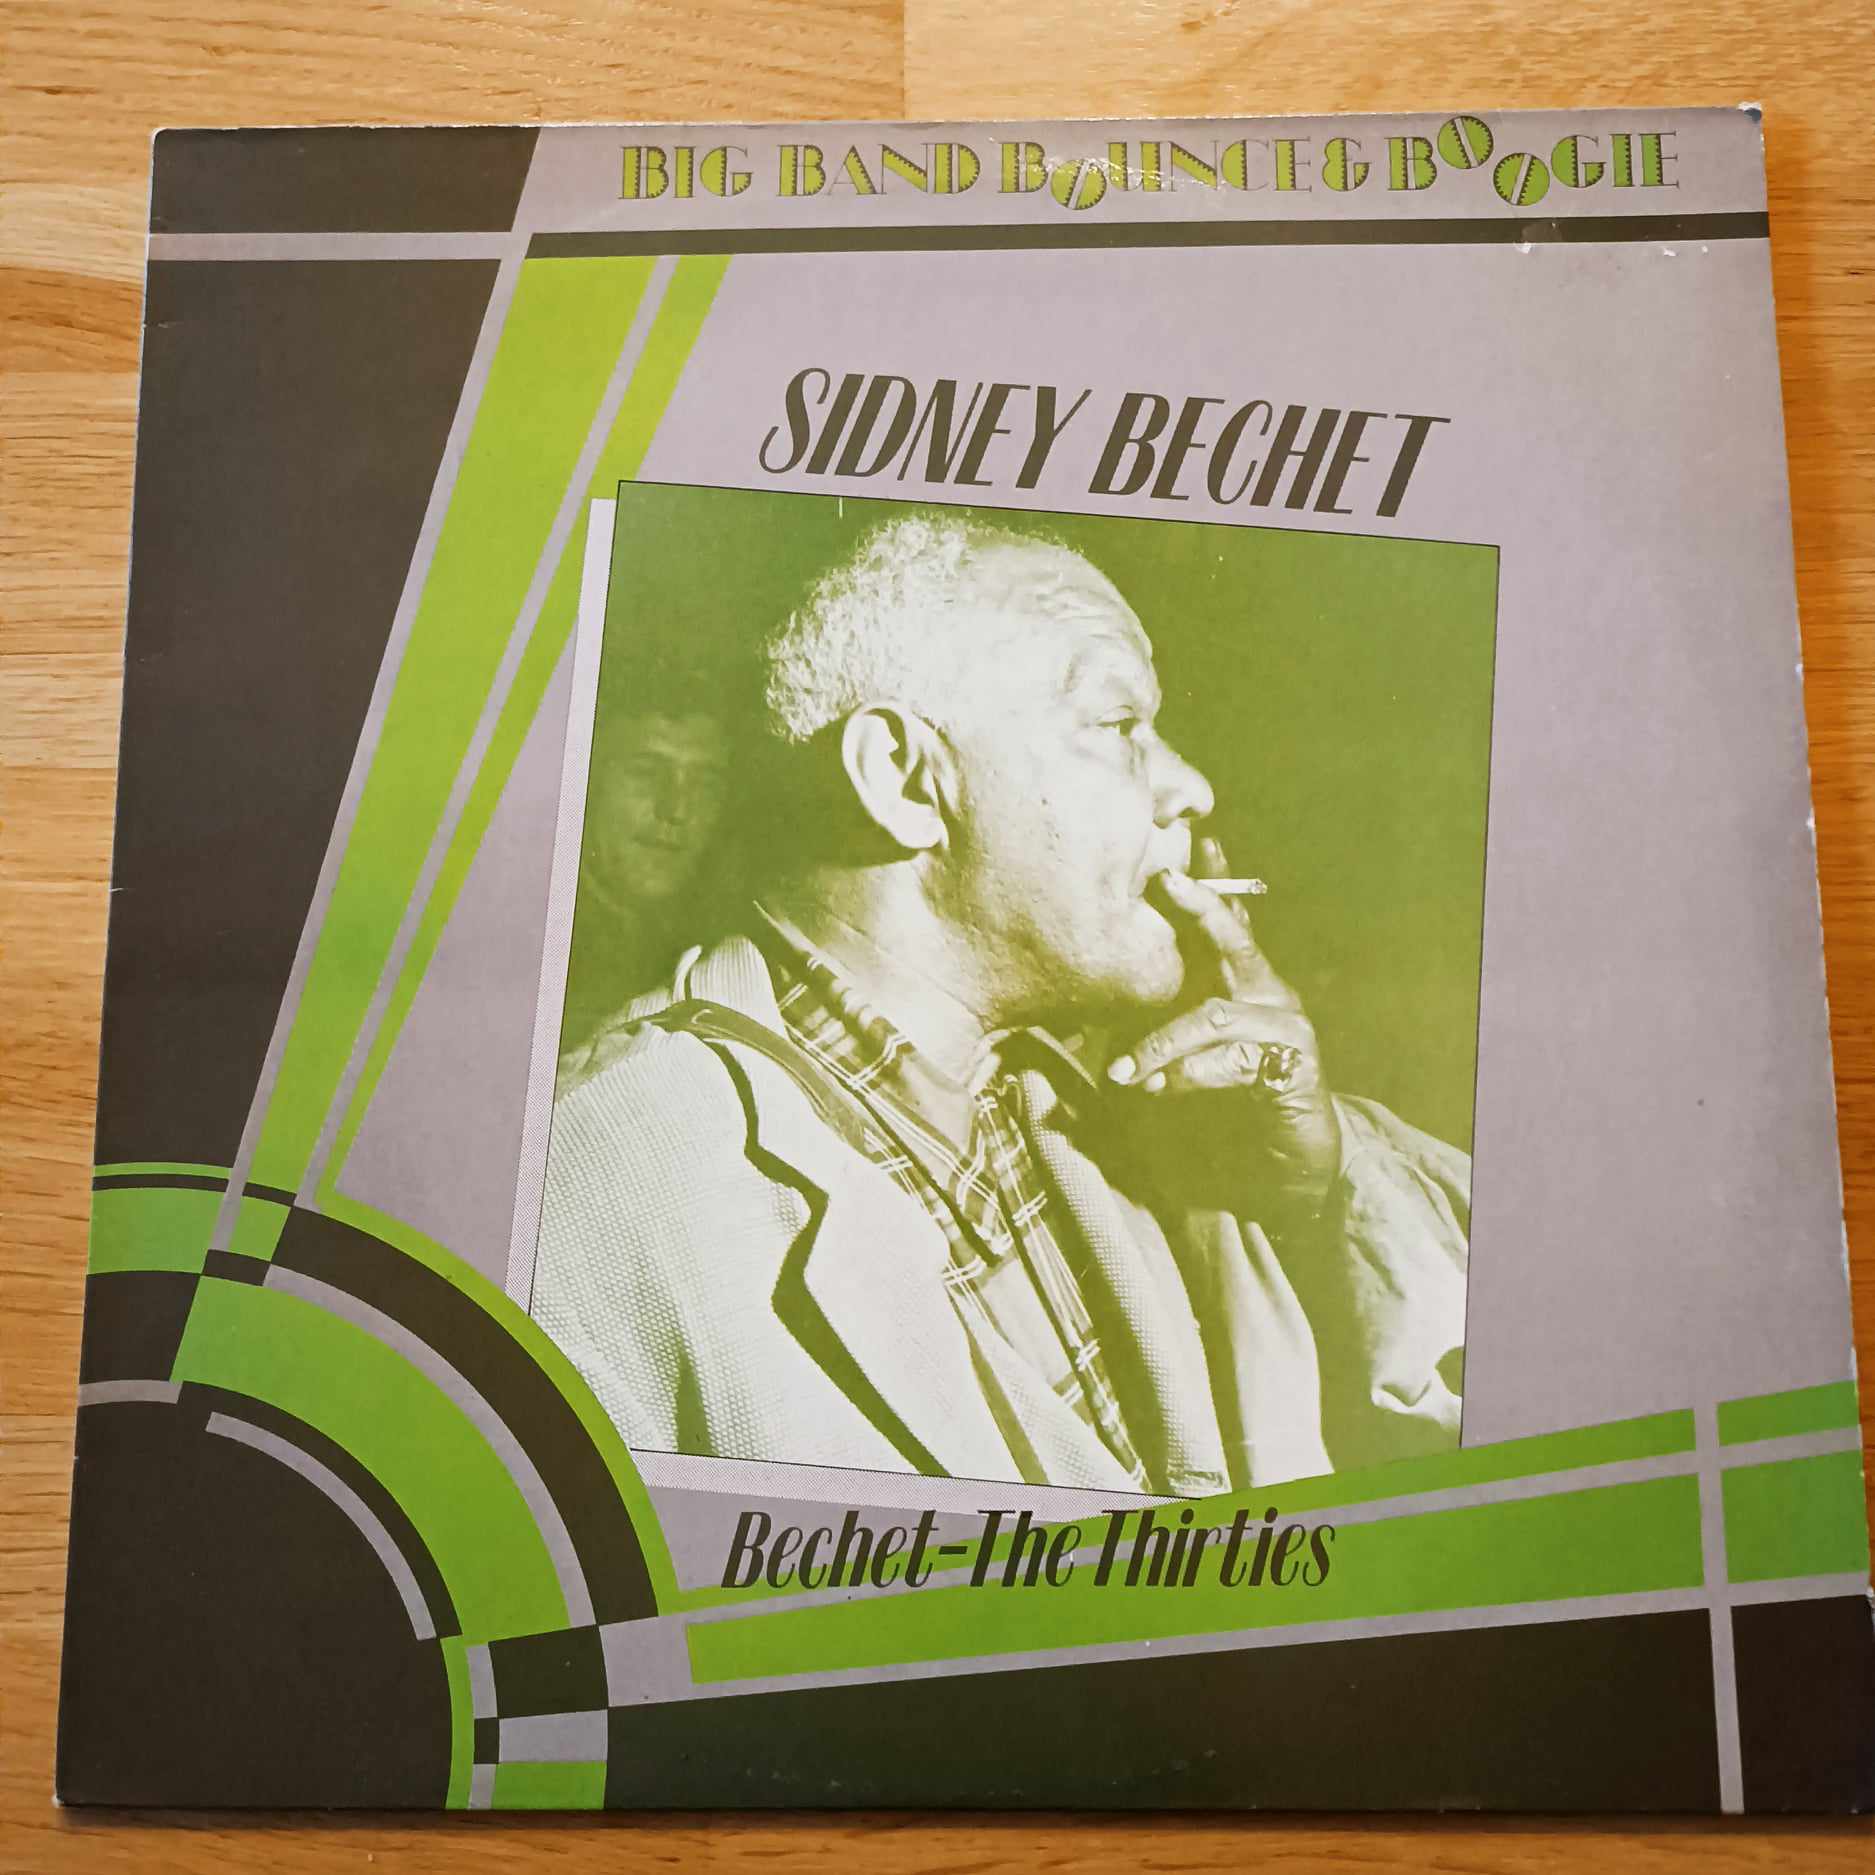 BIG BAND BOUNCE & BOOGIE
SIDNEY BECHET
Bechet-The Thirties